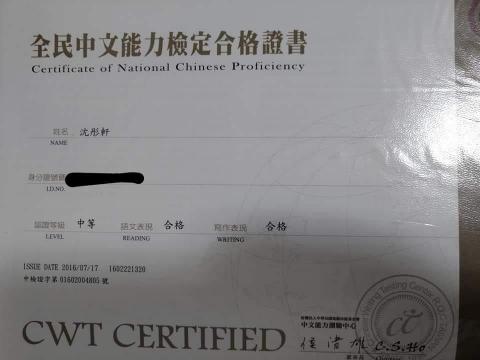 全民中文能力檢定合格證書
Certificate of National Chinese Proficiency
姓名 沈彤軒
NAME
身分證號碼
I.D.NO.
認證等級 中等 語文表現 合格 寫作表現 合格
LEVEL READING WRITING
ISSUE DATE 2016/07/17 1602221320
中檢證字第01602004805號
中文能力測驗中心
CWT CERTIFIED
C.S.Ho